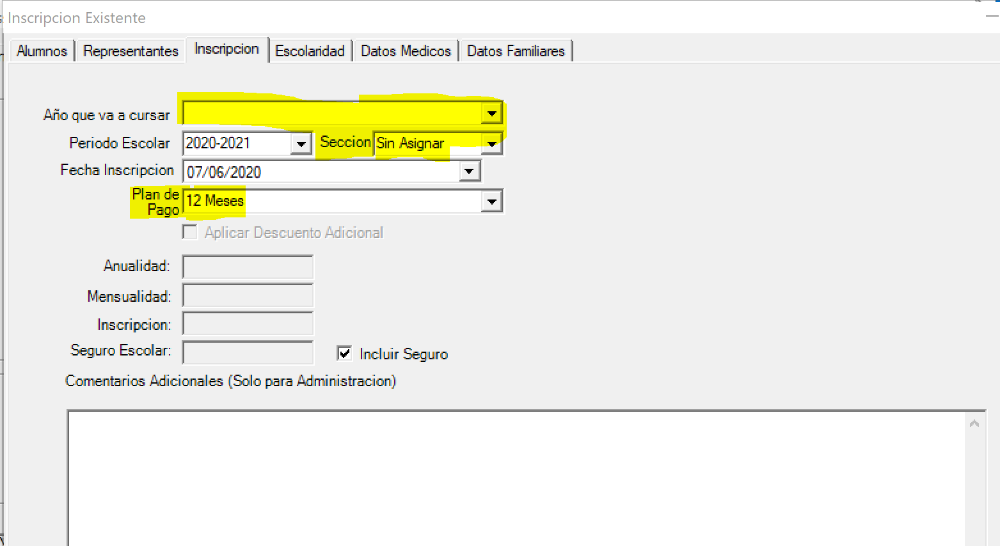 Inscripcion Existente
Alumnos Representantes Inscripcion Escolaridad Datos Medicos Datos Familiares
Año que va a cursar
Periodo Escolar 2020-2021 Seccion Sin Asignar
Fecha Inscripcion 07/06/2020
Plan de
Pago 12 Meses
Aplicar Descuento Adicional
Anualidad:
Mensualidad:
Inscripcion:
Seguro Escolar: Incluir Seguro
Comentarios Adicionales (Solo para Administracion)